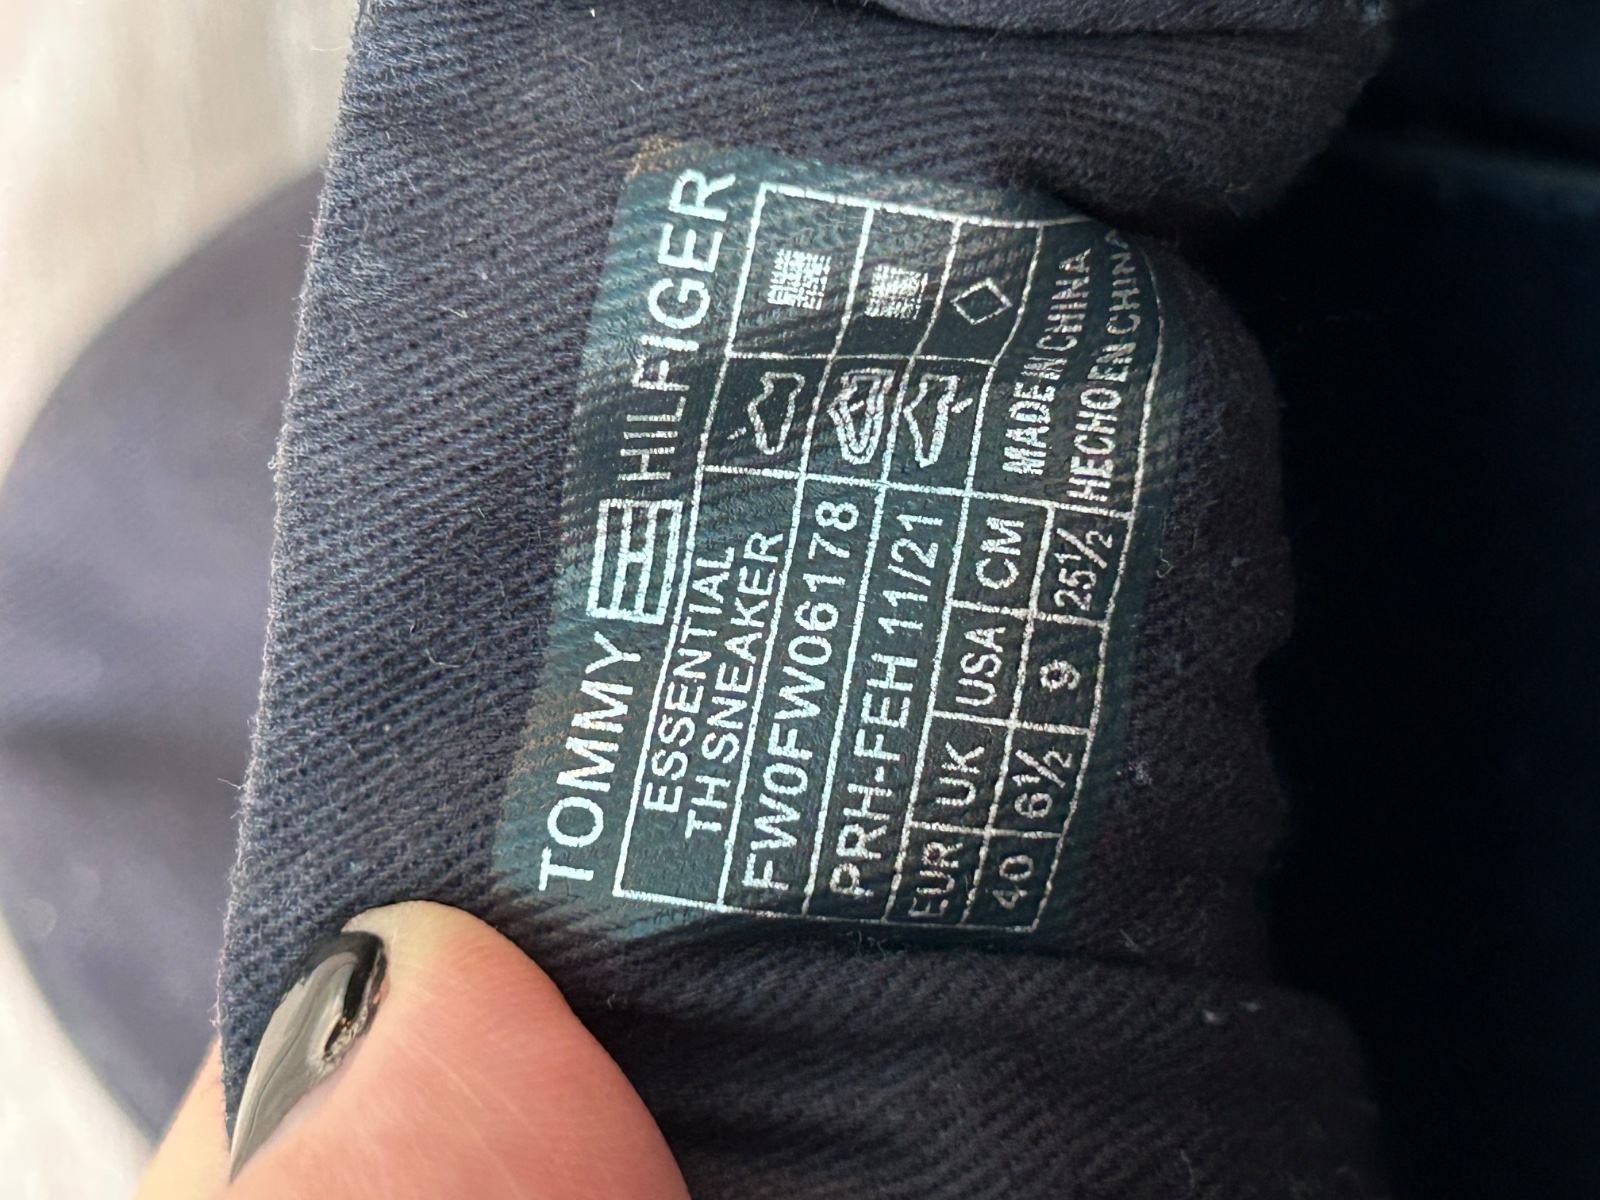 TOMMY HILFIGER
ESSENTIAL
TH SNEAKER
FW0FW06178
PRH-FEH 11/21
EUR UK USA CM
40 6½ 9 25½
MADE IN CHINA
HECHO EN CHINA